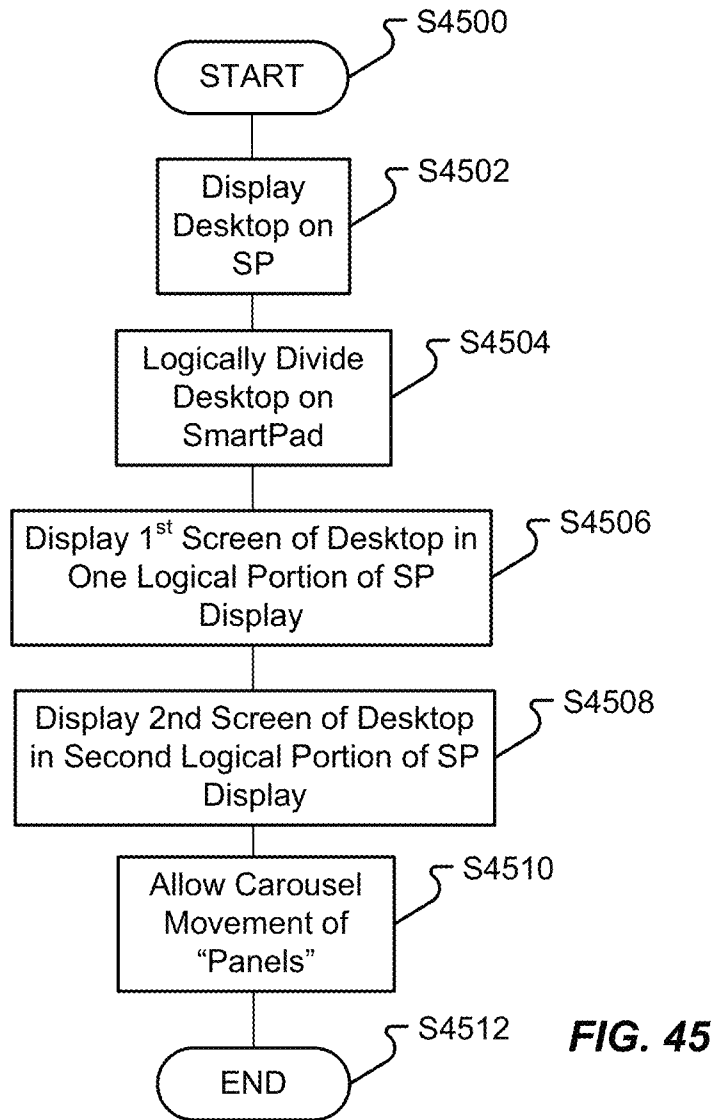 S4500
START
S4502
Display
Desktop on
SP
S4504
Logically Divide
Desktop on
SmartPad
S4506
Display 1st Screen of Desktop in
One Logical Portion of SP
Display
S4508
Display 2nd Screen of Desktop
in Second Logical Portion of SP
Display
S4510
Allow Carousel
Movement of
“Panels”
S4512
END
FIG. 45